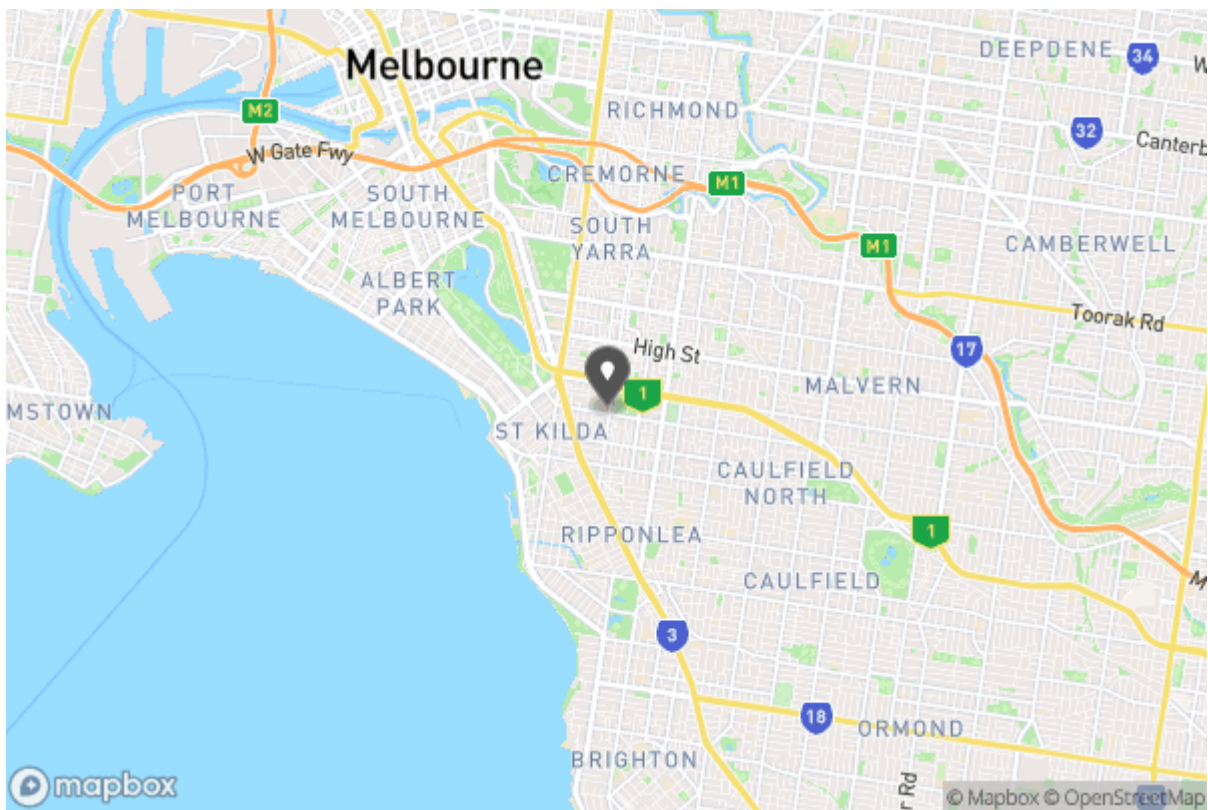 DEEPDENE
34
W
Melbourne
RICHMOND
M2
32
Canterb
W Gate Fwy
CREMORNE
M1
PORT
MELBOURNE
SOUTH
MELBOURNE
SOUTH
YARRA
M1
CAMBERWELL
ALBERT
PARK
Toorak Rd
High St
17
MALVERN
1
MSTOWN
ST KILDA
CAULFIELD
NORTH
RIPPONLEA
1
CAULFIELD
M
3
18
ORMOND
BRIGHTON
r Rd
mapbox
© Mapbox © OpenStreetMap